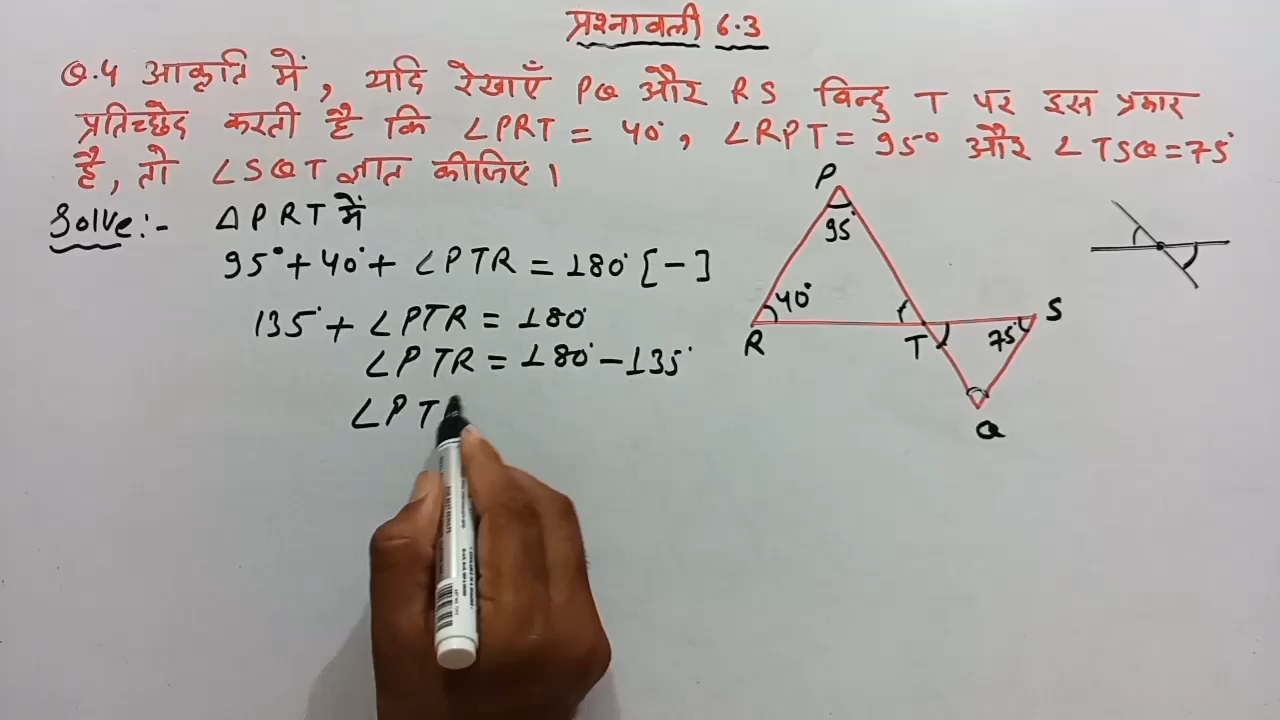 प्रश्नावली 6.3
Q.4 आकृति में, यदि रेखाएँ PQ और RS बिन्दु T पर इस प्रकार
प्रतिच्छेद करती है कि ∠PRT = 40°, ∠RPT = 95° और ∠TSQ = 75°
है, तो ∠SQT ज्ञात कीजिए।
Solve:- △PRT में
95° + 40° + ∠PTR = 180° [-]
135° + ∠PTR = 180°
∠PTR = 180° - 135°
∠PT
P
95°
40°
R
T
75°
S
Q